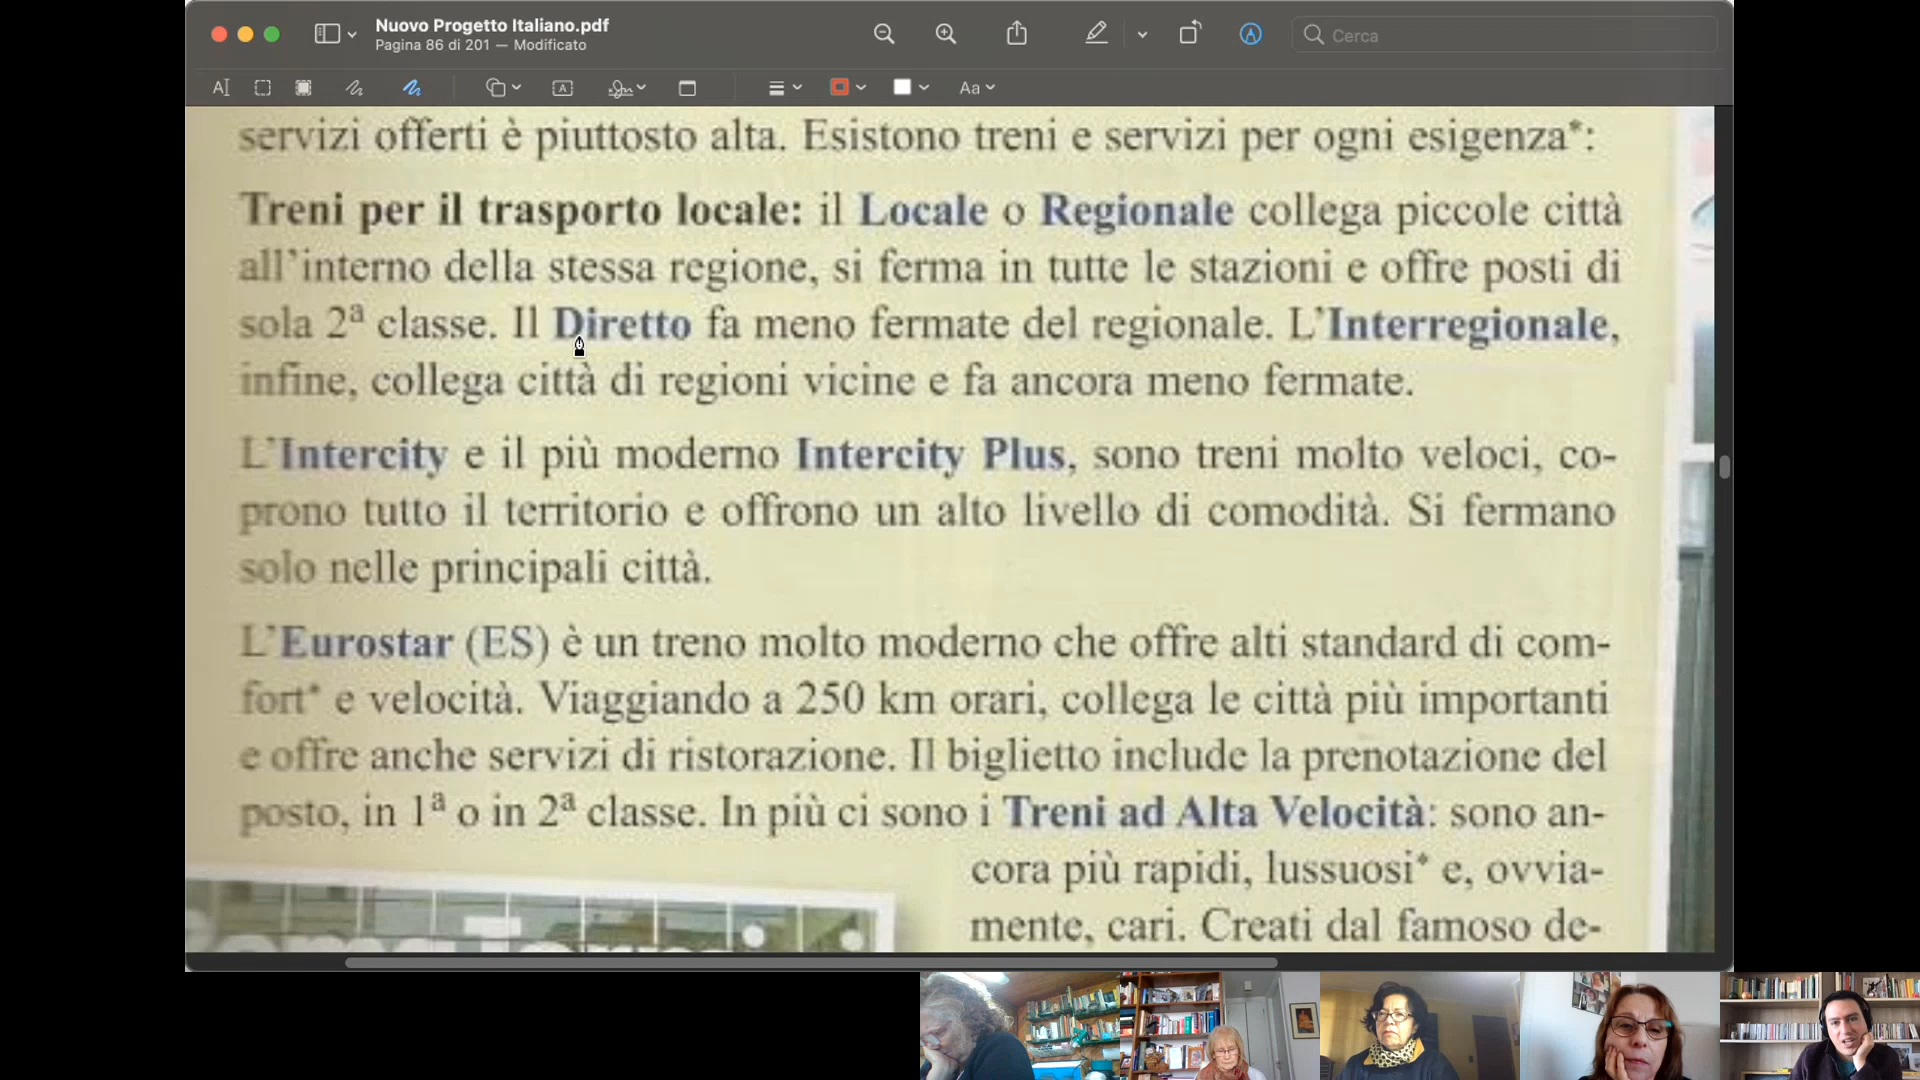 Nuovo Progetto Italiano.pdf
Pagina 86 di 201 — Modificato
Cerca
Aa
servizi offerti è piuttosto alta. Esistono treni e servizi per ogni esigenza*:
Treni per il trasporto locale: il Locale o Regionale collega piccole città
all'interno della stessa regione, si ferma in tutte le stazioni e offre posti di
sola 2ª classe. Il Diretto fa meno fermate del regionale. L'Interregionale,
infine, collega città di regioni vicine e fa ancora meno fermate.
L'Intercity e il più moderno Intercity Plus, sono treni molto veloci, co-
prono tutto il territorio e offrono un alto livello di comodità. Si fermano
solo nelle principali città.
L'Eurostar (ES) è un treno molto moderno che offre alti standard di com-
fort* e velocità. Viaggiando a 250 km orari, collega le città più importanti
e offre anche servizi di ristorazione. Il biglietto include la prenotazione del
posto, in 1ª o in 2ª classe. In più ci sono i Treni ad Alta Velocità: sono an-
cora più rapidi, lussuosi* e, ovvia-
mente, cari. Creati dal famoso de-